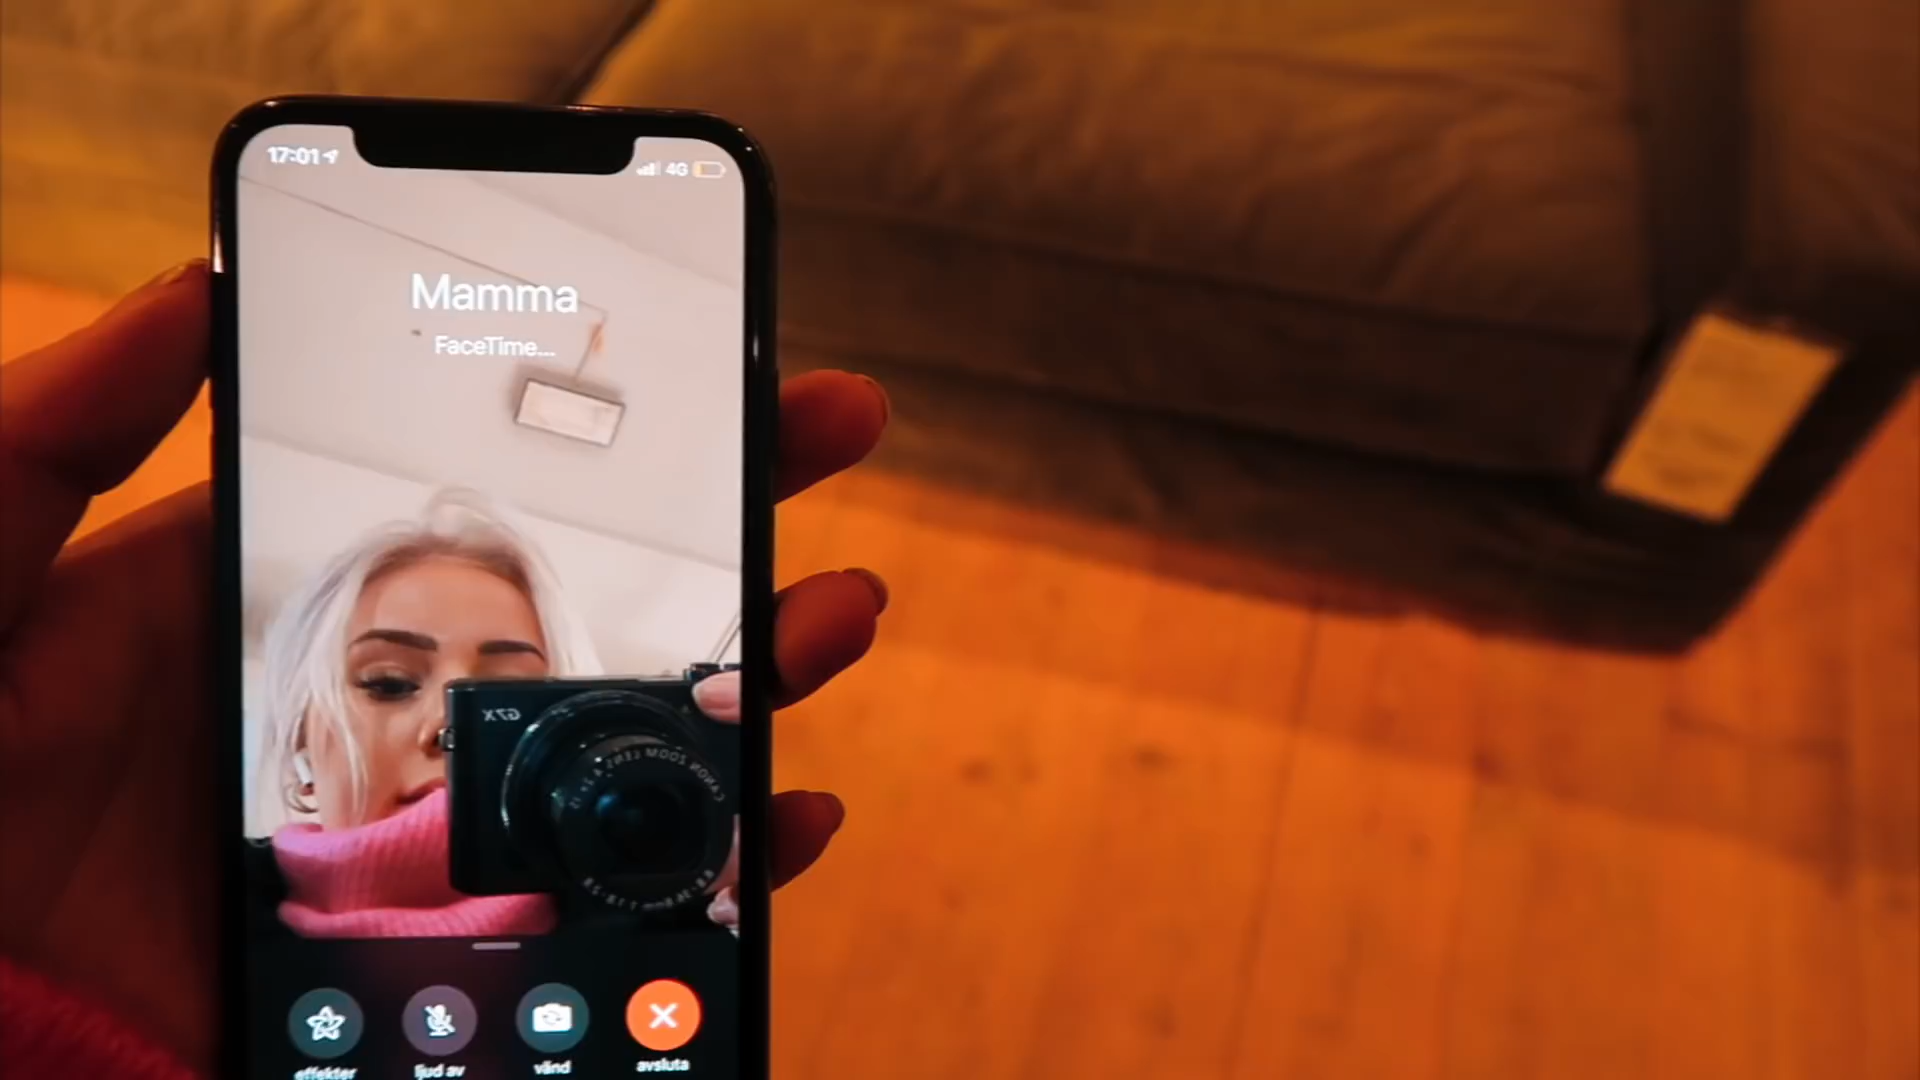 17:01
4G
Mamma
FaceTime...
G7X
CANON ZOOM LENS
effekter
ljud av
vänd
avsluta